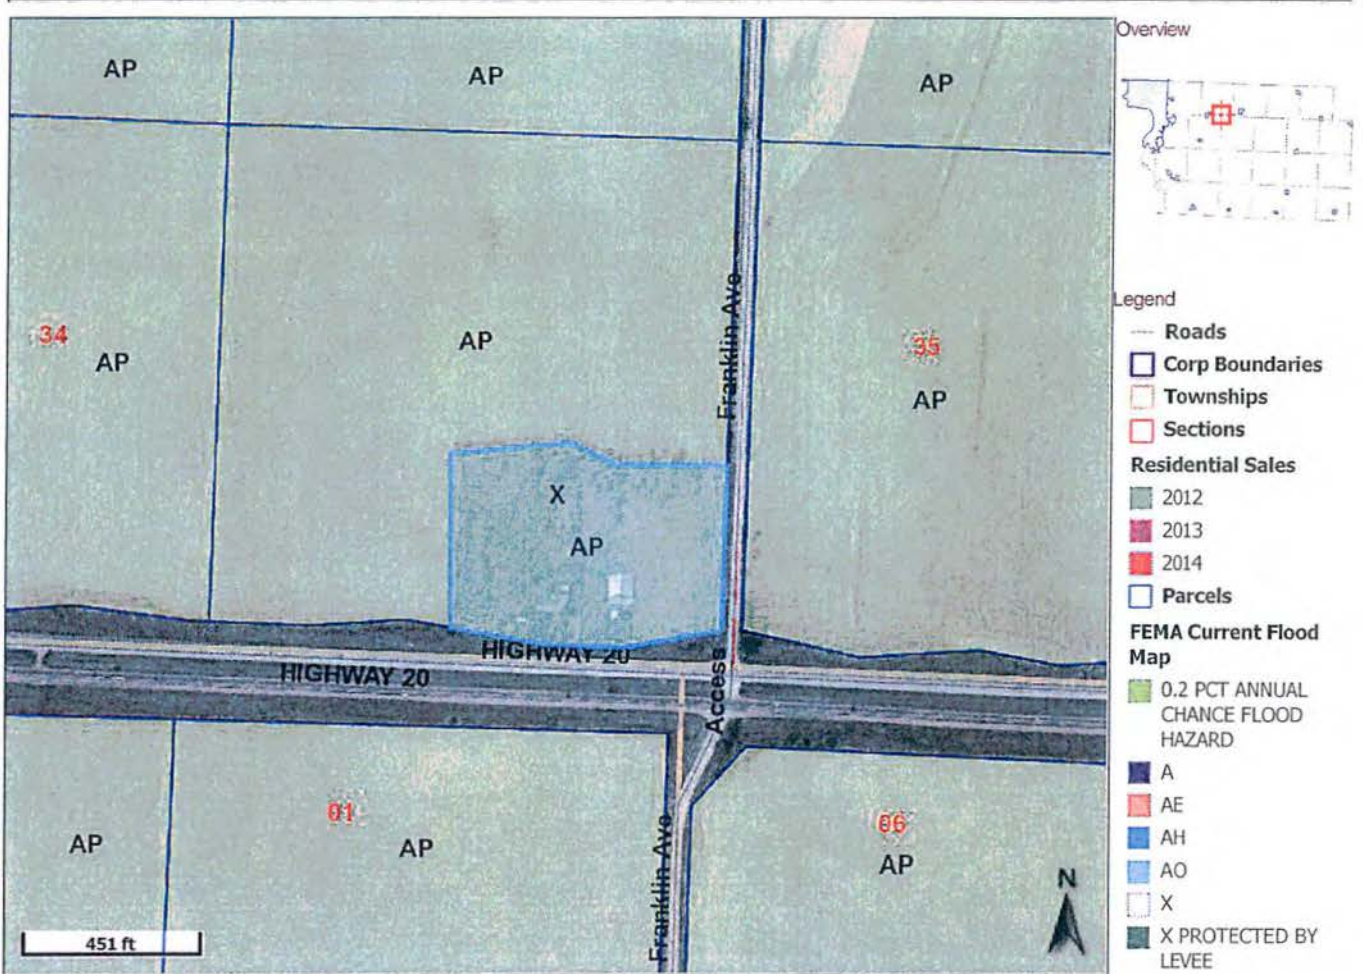 AP
AP
AP
Franklin Ave
34
AP
AP
35
AP
X
AP
HIGHWAY 20
HIGHWAY 20
Access
01
AP
AP
06
AP
Franklin Ave
N
451 ft
Overview
Legend
Roads
Corp Boundaries
Townships
Sections
Residential Sales
2012
2013
2014
Parcels
FEMA Current Flood
Map
0.2 PCT ANNUAL
CHANCE FLOOD
HAZARD
A
AE
AH
AO
X
X PROTECTED BY
LEVEE